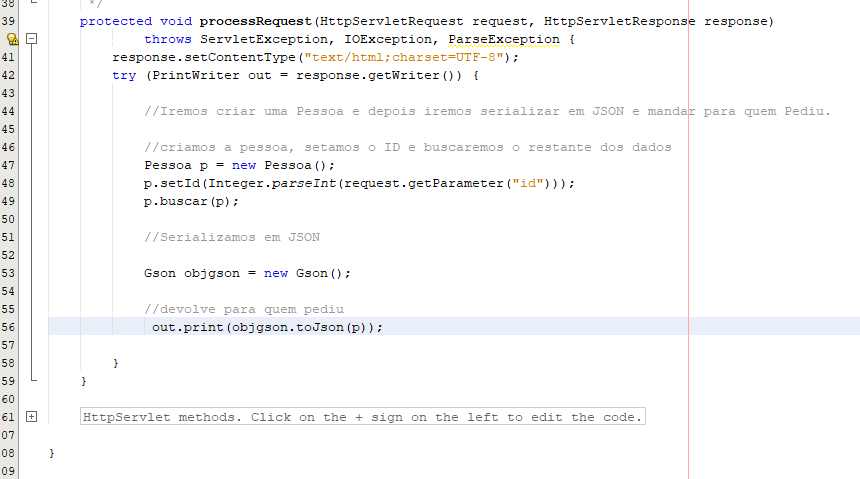 38 */
39 protected void processRequest(HttpServletRequest request, HttpServletResponse response)
throws ServletException, IOException, ParseException {
41 response.setContentType("text/html;charset=UTF-8");
42 try (PrintWriter out = response.getWriter()) {
43
44 //Iremos criar uma Pessoa e depois iremos serializar em JSON e mandar para quem Pediu.
45
46 //criamos a pessoa, setamos o ID e buscaremos o restante dos dados
47 Pessoa p = new Pessoa();
48 p.setId(Integer.parseInt(request.getParameter("id")));
49 p.buscar(p);
50
51 //Serializamos em JSON
52
53 Gson objgson = new Gson();
54
55 //devolve para quem pediu
56 out.print(objgson.toJson(p));
57
58 }
59 }
60
61 HttpServlet methods. Click on the + sign on the left to edit the code.
07
08 }
09